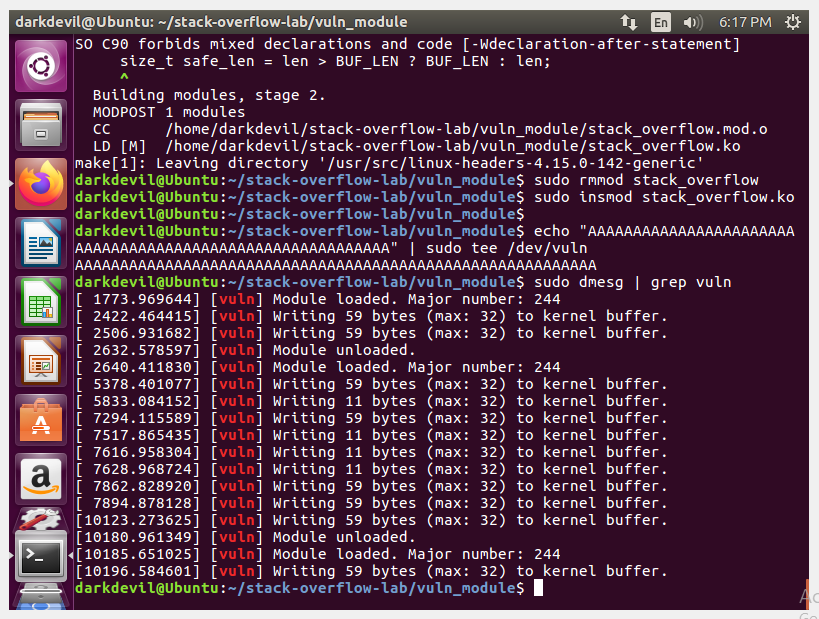 darkdevil@Ubuntu: ~/stack-overflow-lab/vuln_module En 6:17 PM
SO C90 forbids mixed declarations and code [-Wdeclaration-after-statement]
size_t safe_len = len > BUF_LEN ? BUF_LEN : len;
^
Building modules, stage 2.
MODPOST 1 modules
CC /home/darkdevil/stack-overflow-lab/vuln_module/stack_overflow.mod.o
LD [M] /home/darkdevil/stack-overflow-lab/vuln_module/stack_overflow.ko
make[1]: Leaving directory '/usr/src/linux-headers-4.15.0-142-generic'
darkdevil@Ubuntu:~/stack-overflow-lab/vuln_module$ sudo rmmod stack_overflow
darkdevil@Ubuntu:~/stack-overflow-lab/vuln_module$ sudo insmod stack_overflow.ko
darkdevil@Ubuntu:~/stack-overflow-lab/vuln_module$
darkdevil@Ubuntu:~/stack-overflow-lab/vuln_module$ echo "AAAAAAAAAAAAAAAAAAAAAAA
AAAAAAAAAAAAAAAAAAAAAAAAAAAAAAAAAAA" | sudo tee /dev/vuln
AAAAAAAAAAAAAAAAAAAAAAAAAAAAAAAAAAAAAAAAAAAAAAAAAAAAAAAAAA
darkdevil@Ubuntu:~/stack-overflow-lab/vuln_module$ sudo dmesg | grep vuln
[ 1773.969644] [vuln] Module loaded. Major number: 244
[ 2422.464415] [vuln] Writing 59 bytes (max: 32) to kernel buffer.
[ 2506.931682] [vuln] Writing 59 bytes (max: 32) to kernel buffer.
[ 2632.578597] [vuln] Module unloaded.
[ 2640.411830] [vuln] Module loaded. Major number: 244
[ 5378.401077] [vuln] Writing 59 bytes (max: 32) to kernel buffer.
[ 5833.084152] [vuln] Writing 11 bytes (max: 32) to kernel buffer.
[ 7294.115589] [vuln] Writing 59 bytes (max: 32) to kernel buffer.
[ 7517.865435] [vuln] Writing 11 bytes (max: 32) to kernel buffer.
[ 7616.958304] [vuln] Writing 11 bytes (max: 32) to kernel buffer.
[ 7628.968724] [vuln] Writing 11 bytes (max: 32) to kernel buffer.
[ 7862.828920] [vuln] Writing 59 bytes (max: 32) to kernel buffer.
[ 7894.878128] [vuln] Writing 59 bytes (max: 32) to kernel buffer.
[10123.273625] [vuln] Writing 59 bytes (max: 32) to kernel buffer.
[10180.961349] [vuln] Module unloaded.
[10185.651025] [vuln] Module loaded. Major number: 244
[10196.584601] [vuln] Writing 59 bytes (max: 32) to kernel buffer.
darkdevil@Ubuntu:~/stack-overflow-lab/vuln_module$